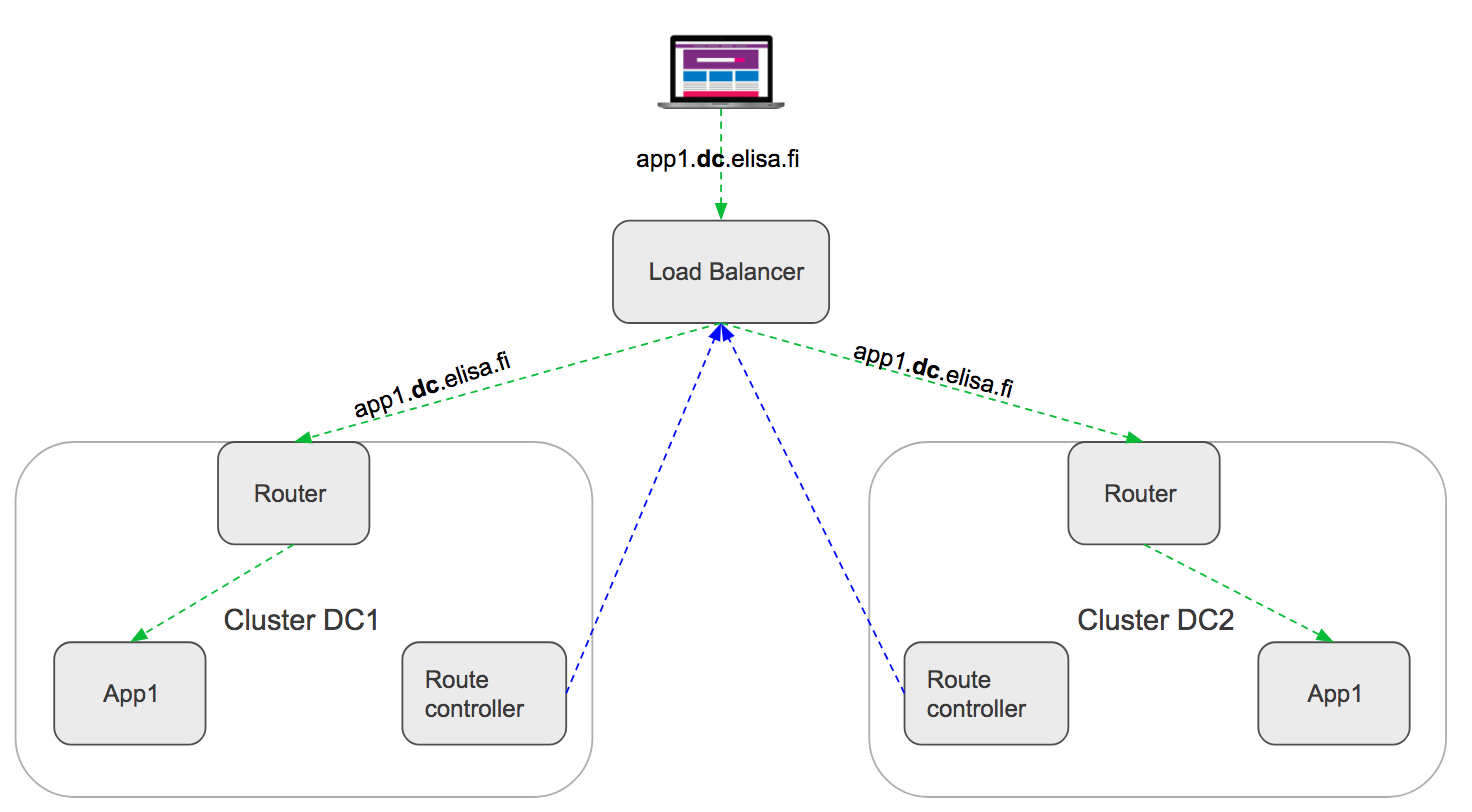 app1.dc.elisa.fi
Load Balancer
app1.dc.elisa.fi
app1.dc.elisa.fi
Router
Router
Cluster DC1
Cluster DC2
App1
Route
controller
Route
controller
App1